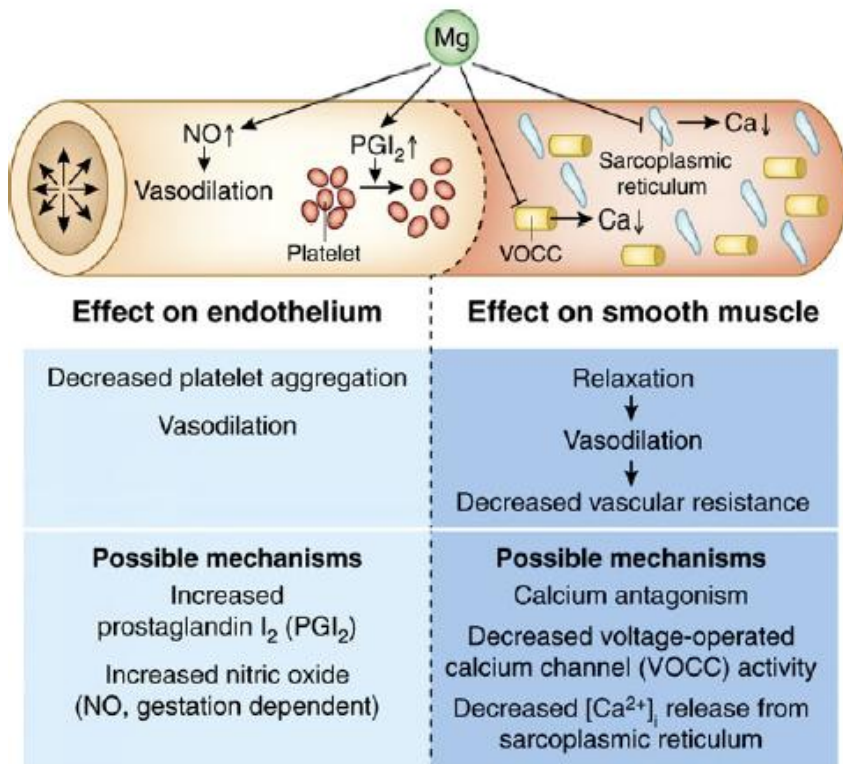 Mg
NO↑
Vasodilation
PGI₂↑
Platelet
Ca↓
Sarcoplasmic
reticulum
Ca↓
VOCC
Effect on endothelium
Effect on smooth muscle
Decreased platelet aggregation
Vasodilation
Relaxation
Vasodilation
Decreased vascular resistance
Possible mechanisms
Increased
prostaglandin I₂ (PGI₂)
Increased nitric oxide
(NO, gestation dependent)
Possible mechanisms
Calcium antagonism
Decreased voltage-operated
calcium channel (VOCC) activity
Decreased [Ca²⁺]ᵢ release from
sarcoplasmic reticulum